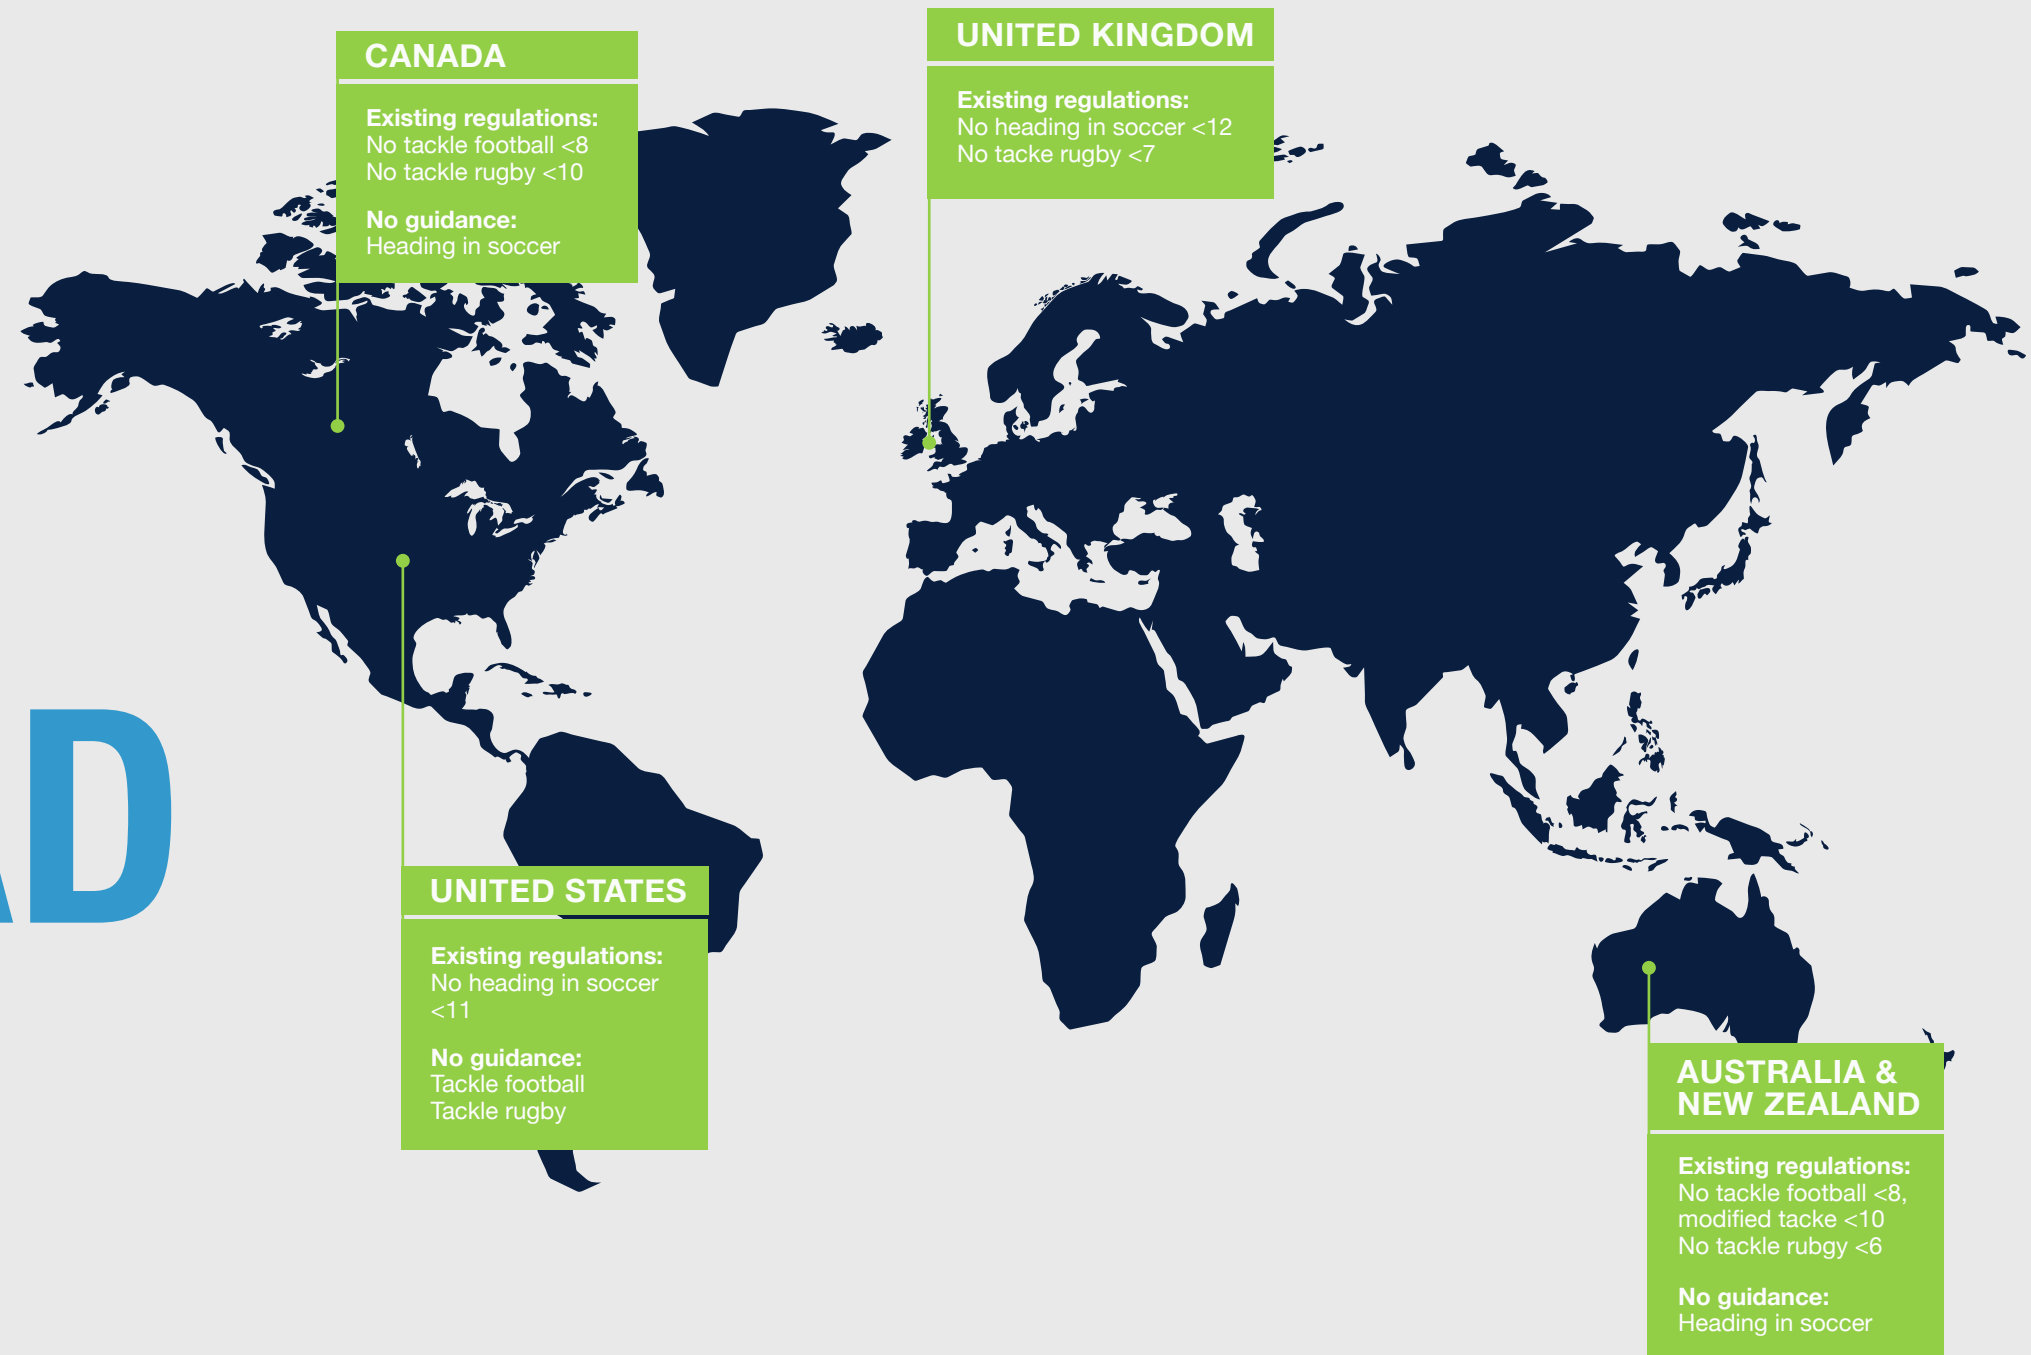 CANADA
Existing regulations:
No tackle football <8
No tackle rugby <10
No guidance:
Heading in soccer
UNITED KINGDOM
Existing regulations:
No heading in soccer <12
No tacke rugby <7
AD
UNITED STATES
Existing regulations:
No heading in soccer
<11
No guidance:
Tackle football
Tackle rugby
AUSTRALIA &
NEW ZEALAND
Existing regulations:
No tackle football <8,
modified tacke <10
No tackle rubgy <6
No guidance:
Heading in soccer